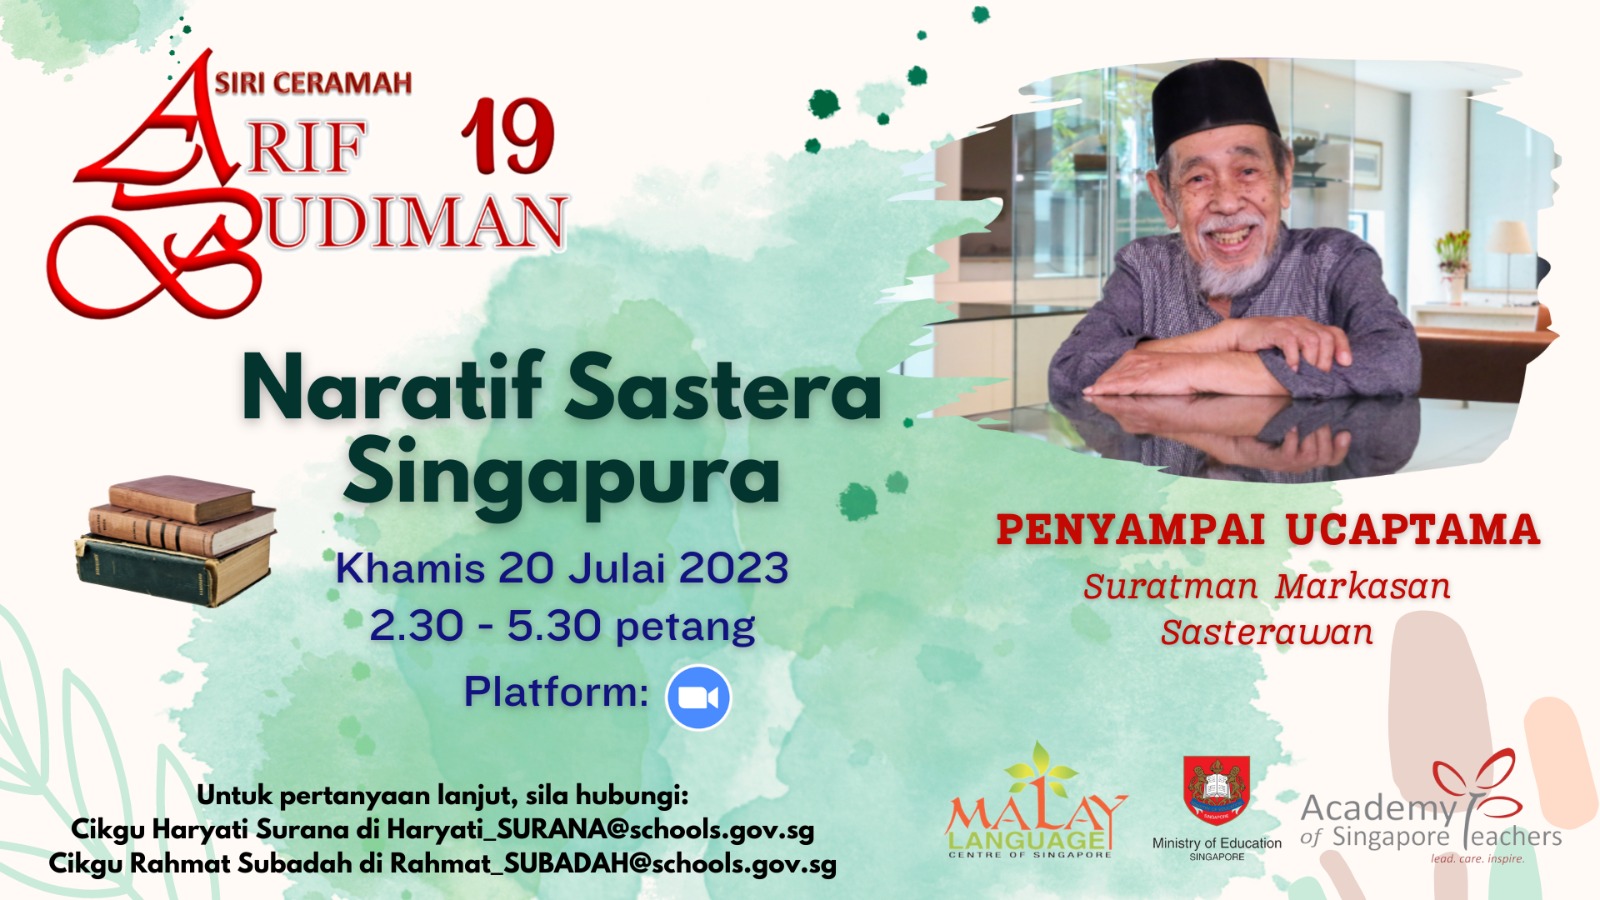 SIRI CERAMAH
ARIF 19
BUDIMAN
Naratif Sastera
Singapura
Khamis 20 Julai 2023
2.30 - 5.30 petang
Platform:
PENYAMPAI UCAPTAMA
Suratman Markasan
Sasterawan
Untuk pertanyaan lanjut, sila hubungi:
Cikgu Haryati Surana di Haryati_SURANA@schools.gov.sg
Cikgu Rahmat Subadah di Rahmat_SUBADAH@schools.gov.sg
MALAY
LANGUAGE
CENTRE OF SINGAPORE
Ministry of Education
SINGAPORE
Academy
of Singapore Teachers
lead. care. inspire.